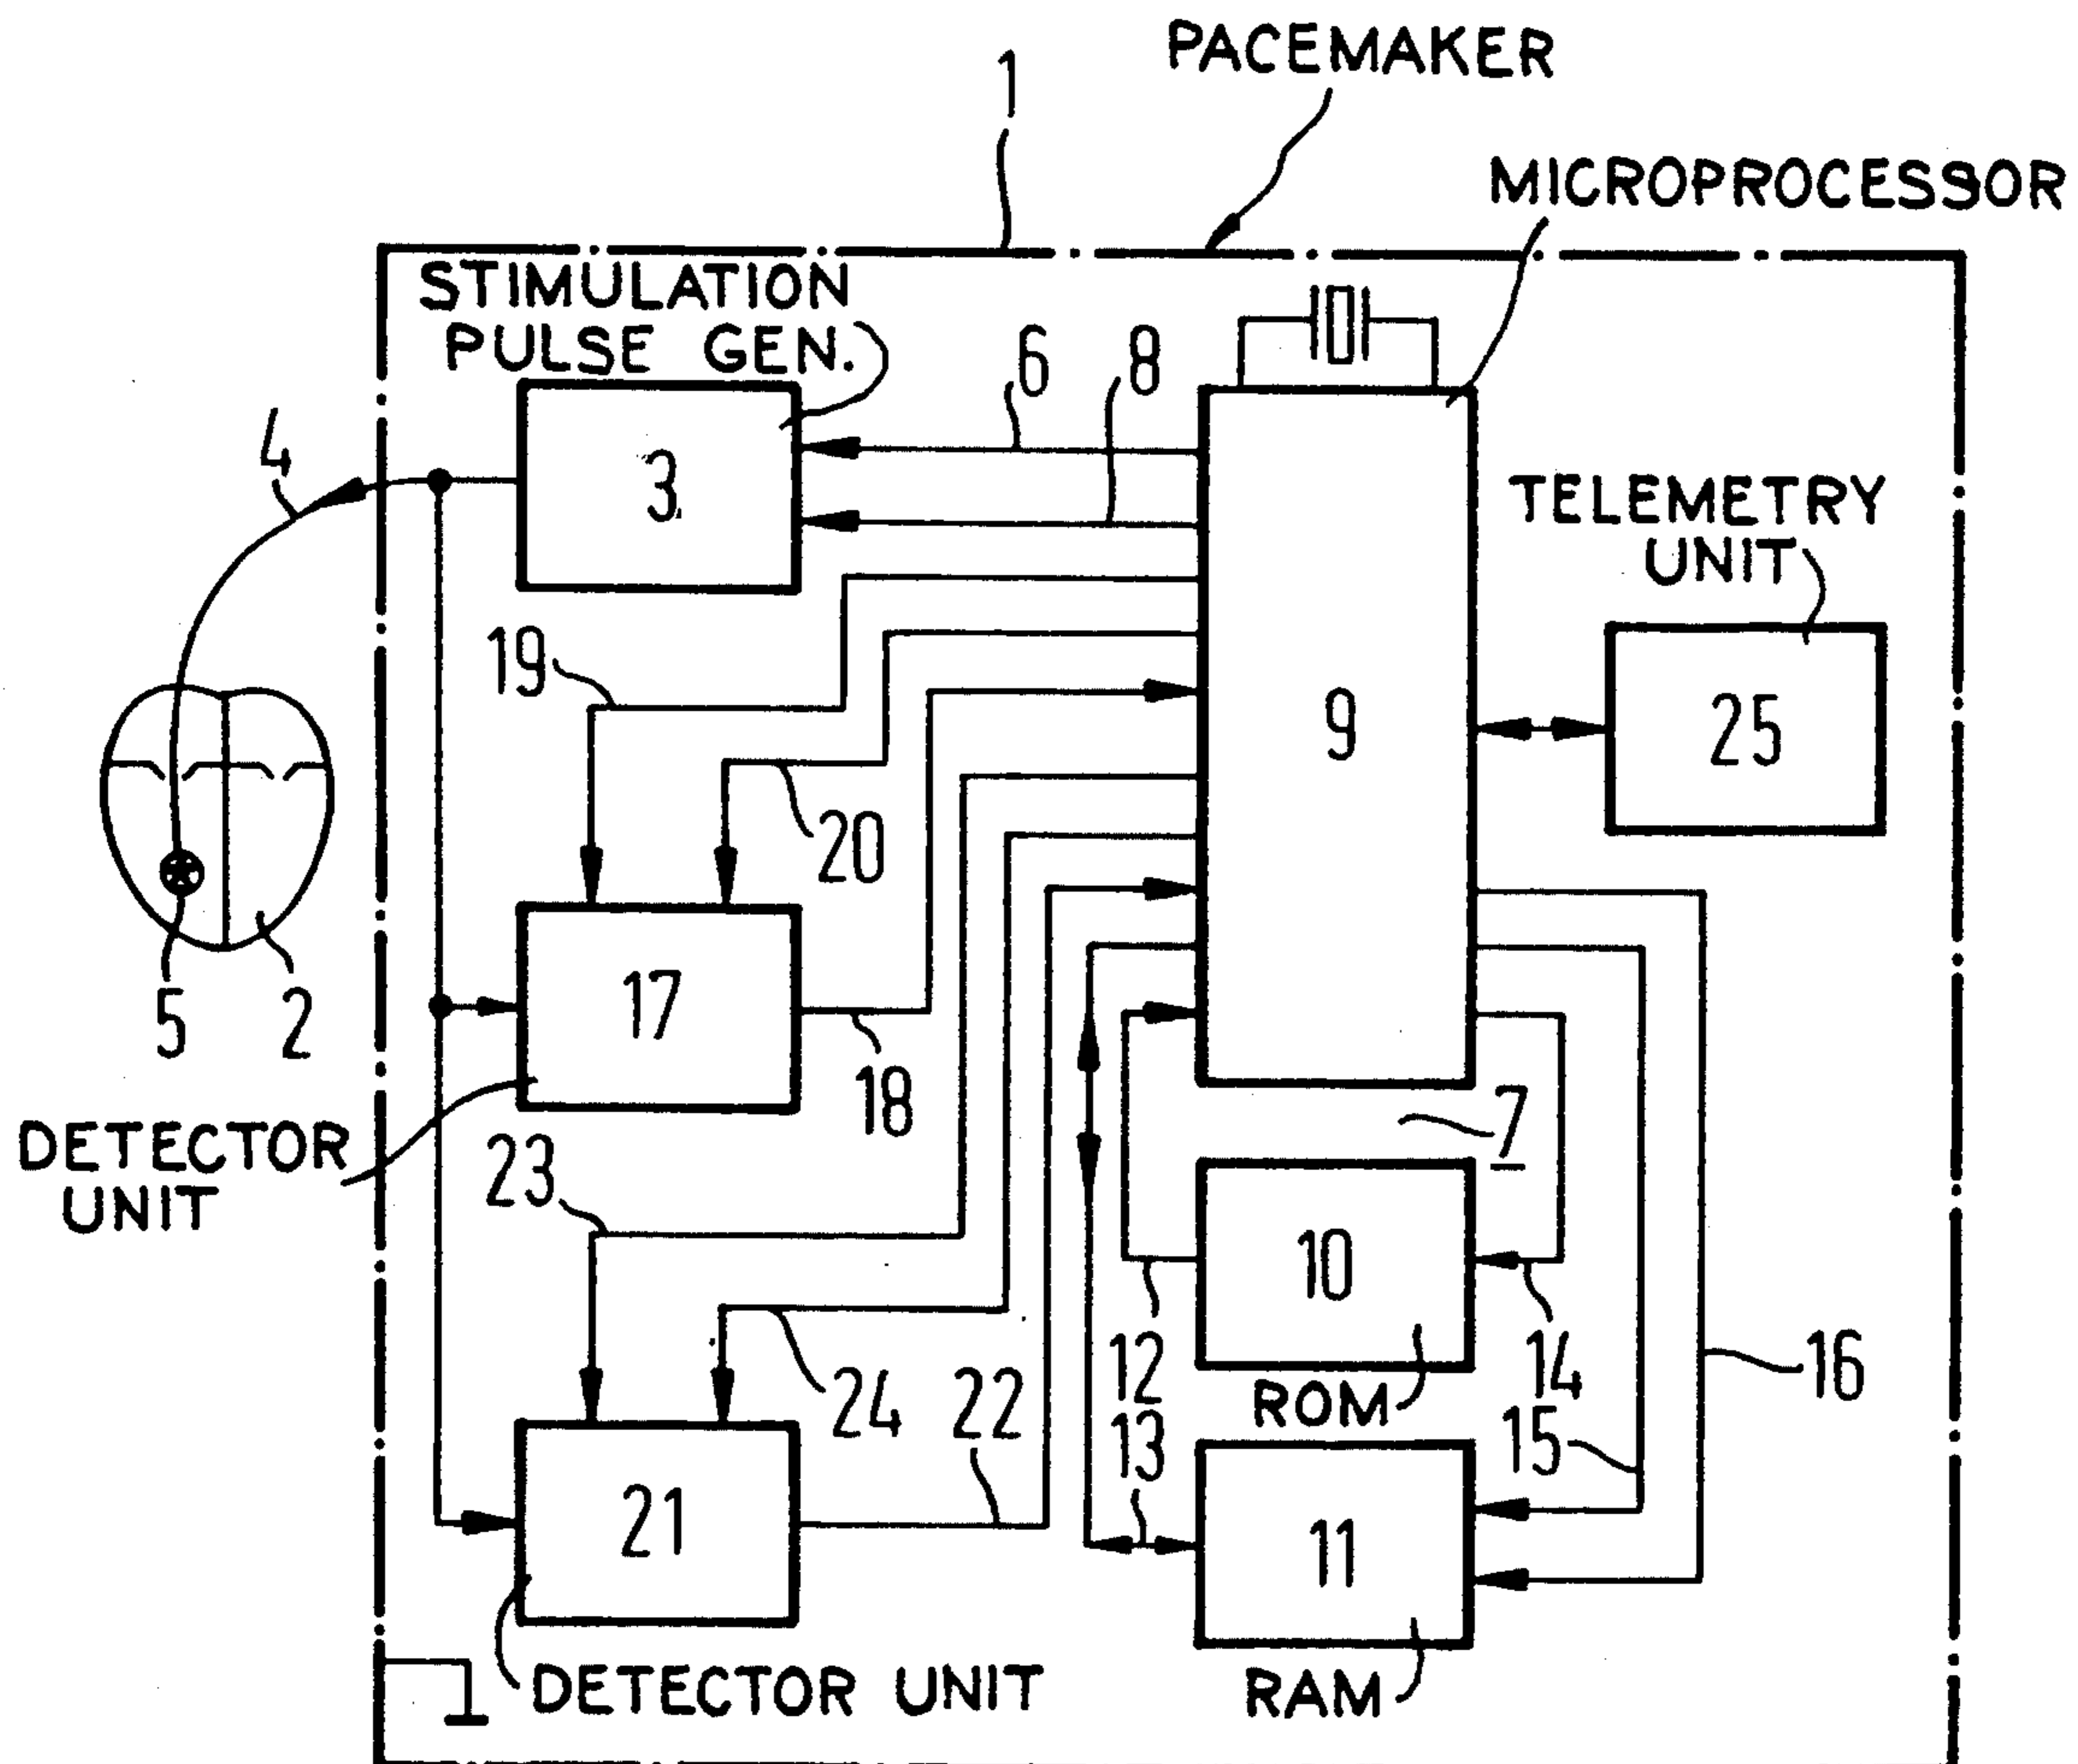 PACEMAKER
1
MICROPROCESSOR
STIMULATION
PULSE GEN.
6
8
4
3
TELEMETRY
UNIT
19
9
25
20
5
2
17
18
7
DETECTOR
UNIT
23
10
12
14
16
24
22
ROM
13
15
21
11
DETECTOR UNIT
RAM